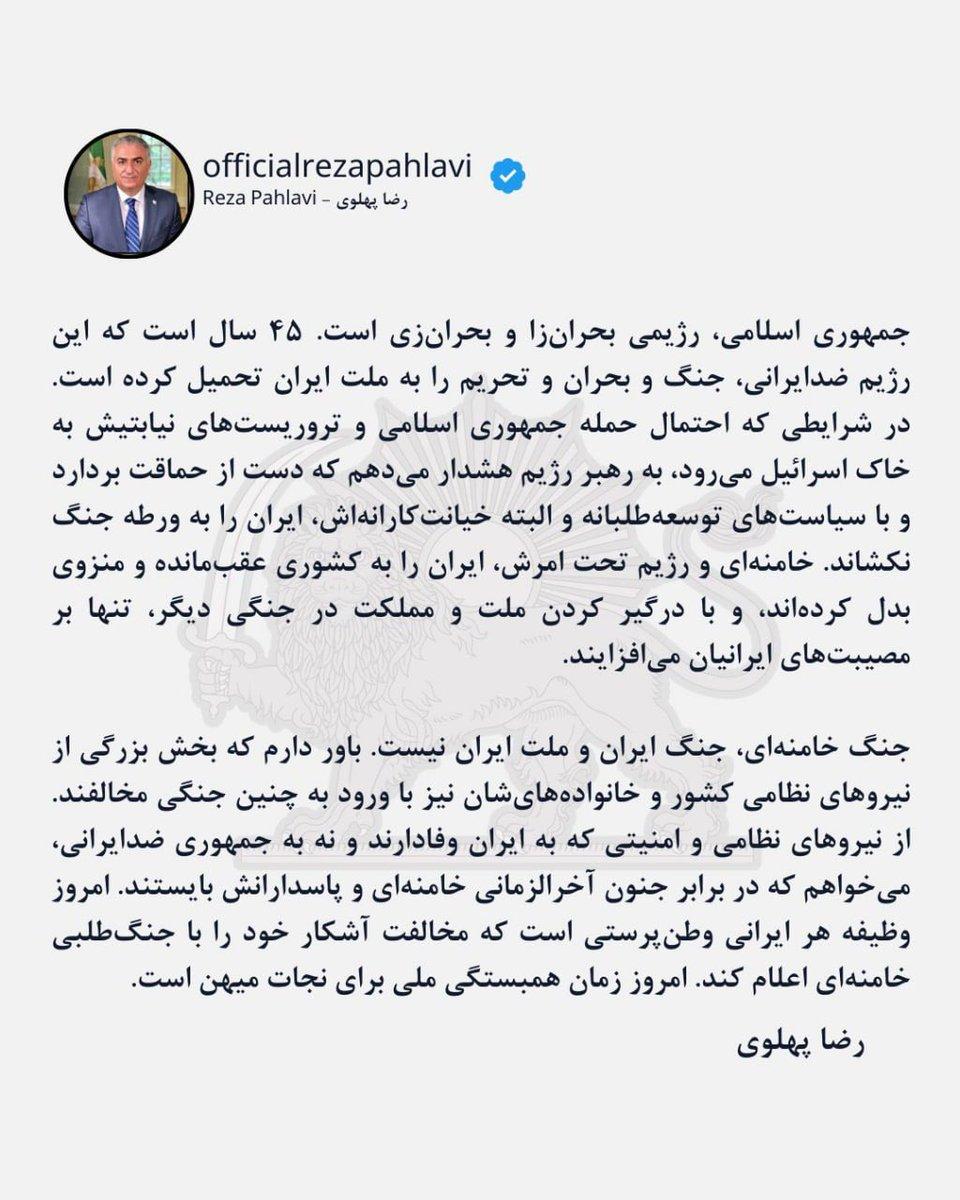 officialrezapahlavi
Reza Pahlavi – رضا پهلوی
جمهوری اسلامی، رژیمی بحران‌زا و بحران‌زی است. ۴۵ سال است که این
رژیم ضدایرانی، جنگ و بحران و تحریم را به ملت ایران تحمیل کرده است.
در شرایطی که احتمال حمله جمهوری اسلامی و تروریست‌های نیابتیش به
خاک اسرائیل می‌رود، به رهبر رژیم هشدار می‌دهم که دست از حماقت بردارد
و با سیاست‌های توسعه‌طلبانه و البته خیانت‌کارانه‌اش، ایران را به ورطه جنگ
نکشاند. خامنه‌ای و رژیم تحت امرش، ایران را به کشوری عقب‌مانده و منزوی
بدل کرده‌اند، و با درگیر کردن ملت و مملکت در جنگی دیگر، تنها بر
مصیبت‌های ایرانیان می‌افزایند.
جنگ خامنه‌ای، جنگ ایران و ملت ایران نیست. باور دارم که بخش بزرگی از
نیروهای نظامی کشور و خانواده‌های‌شان نیز با ورود به چنین جنگی مخالفند.
از نیروهای نظامی و امنیتی که به ایران وفادارند و نه به جمهوری ضدایرانی،
می‌خواهم که در برابر جنون آخرالزمانی خامنه‌ای و پاسدارانش بایستند. امروز
وظیفه هر ایرانی وطن‌پرستی است که مخالفت آشکار خود را با جنگ‌طلبی
خامنه‌ای اعلام کند. امروز زمان همبستگی ملی برای نجات میهن است.
رضا پهلوی